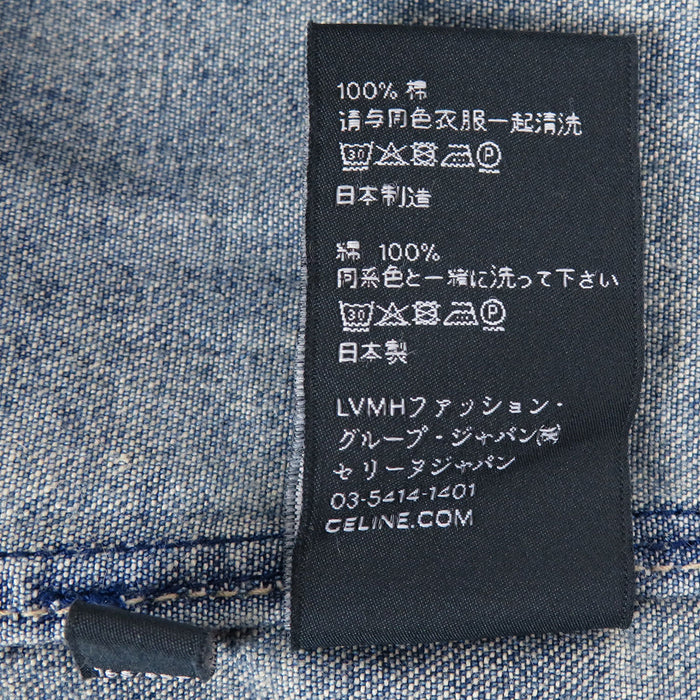 100% 棉
请与同色衣服一起清洗
30 P
日本制造
綿 100%
同系色と一緒に洗って下さい
30 P
日本製
LVMHファッション・
グループ・ジャパン㈱
セリーヌジャパン
03-5414-1401
CELINE.COM